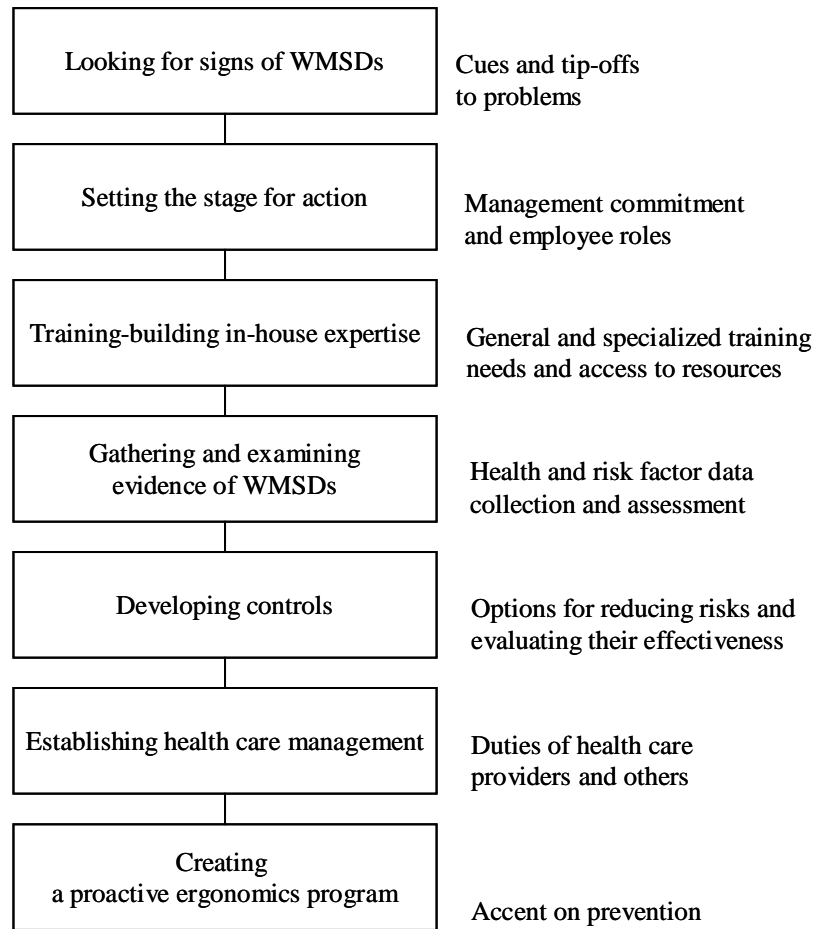 Looking for signs of WMSDs
Cues and tip-offs
to problems
Setting the stage for action
Management commitment
and employee roles
Training-building in-house expertise
General and specialized training
needs and access to resources
Gathering and examining
evidence of WMSDs
Health and risk factor data
collection and assessment
Developing controls
Options for reducing risks and
evaluating their effectiveness
Establishing health care management
Duties of health care
providers and others
Creating
a proactive ergonomics program
Accent on prevention